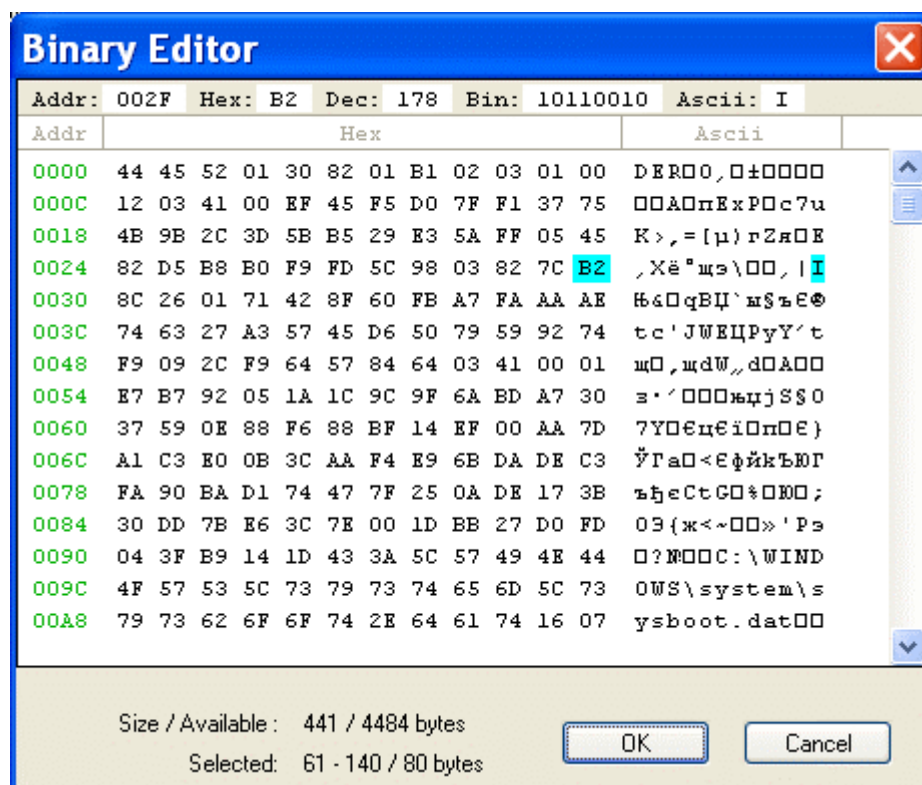 Binary Editor
Addr: 002F Hex: B2 Dec: 178 Bin: 10110010 Ascii: I
Addr Hex Ascii
0000 44 45 52 01 30 82 01 B1 02 03 01 00 DER□0‚□±□□□□
000C 12 03 41 00 EF 45 F5 D0 7F F1 37 75 □□A□пExP□c7u
0018 4B 9B 2C 3D 5B B5 29 E3 5A FF 05 45 K›,=[µ)гZя□E
0024 82 D5 B8 B0 F9 FD 5C 98 03 82 7C B2 ‚Хё°щэ\□□‚|I
0030 8C 26 01 71 42 8F 60 FB A7 FA AA AE Њ&□qBЏ`ы§ъЄ®
003C 74 63 27 A3 57 45 D6 50 79 59 92 74 tc'JWEЦPyY’t
0048 F9 09 2C F9 64 57 84 64 03 41 00 01 щ□,щdW„d□A□□
0054 E7 B7 92 05 1A 1C 9C 9F 6A BD A7 30 з·’□□□њџjЅ§0
0060 37 59 0E 88 F6 88 BF 14 EF 00 AA 7D 7Y□€ц€ї□п□Є}
006C A1 C3 E0 0B 3C AA F4 E9 6B DA DE C3 ЎГа□<ЄфйkЪЮГ
0078 FA 90 BA D1 74 47 7F 25 0A DE 17 3B ъђєСtG□%□Ю□;
0084 30 DD 7B E6 3C 7E 00 1D BB 27 D0 FD 0Э{ж<~□□»'Рэ
0090 04 3F B9 14 1D 43 3A 5C 57 49 4E 44 □?№□□C:\WIND
009C 4F 57 53 5C 73 79 73 74 65 6D 5C 73 OWS\system\s
00A8 79 73 62 6F 6F 74 2E 64 61 74 16 07 ysboot.dat□□
Size / Available : 441 / 4484 bytes
OK Cancel
Selected: 61 - 140 / 80 bytes